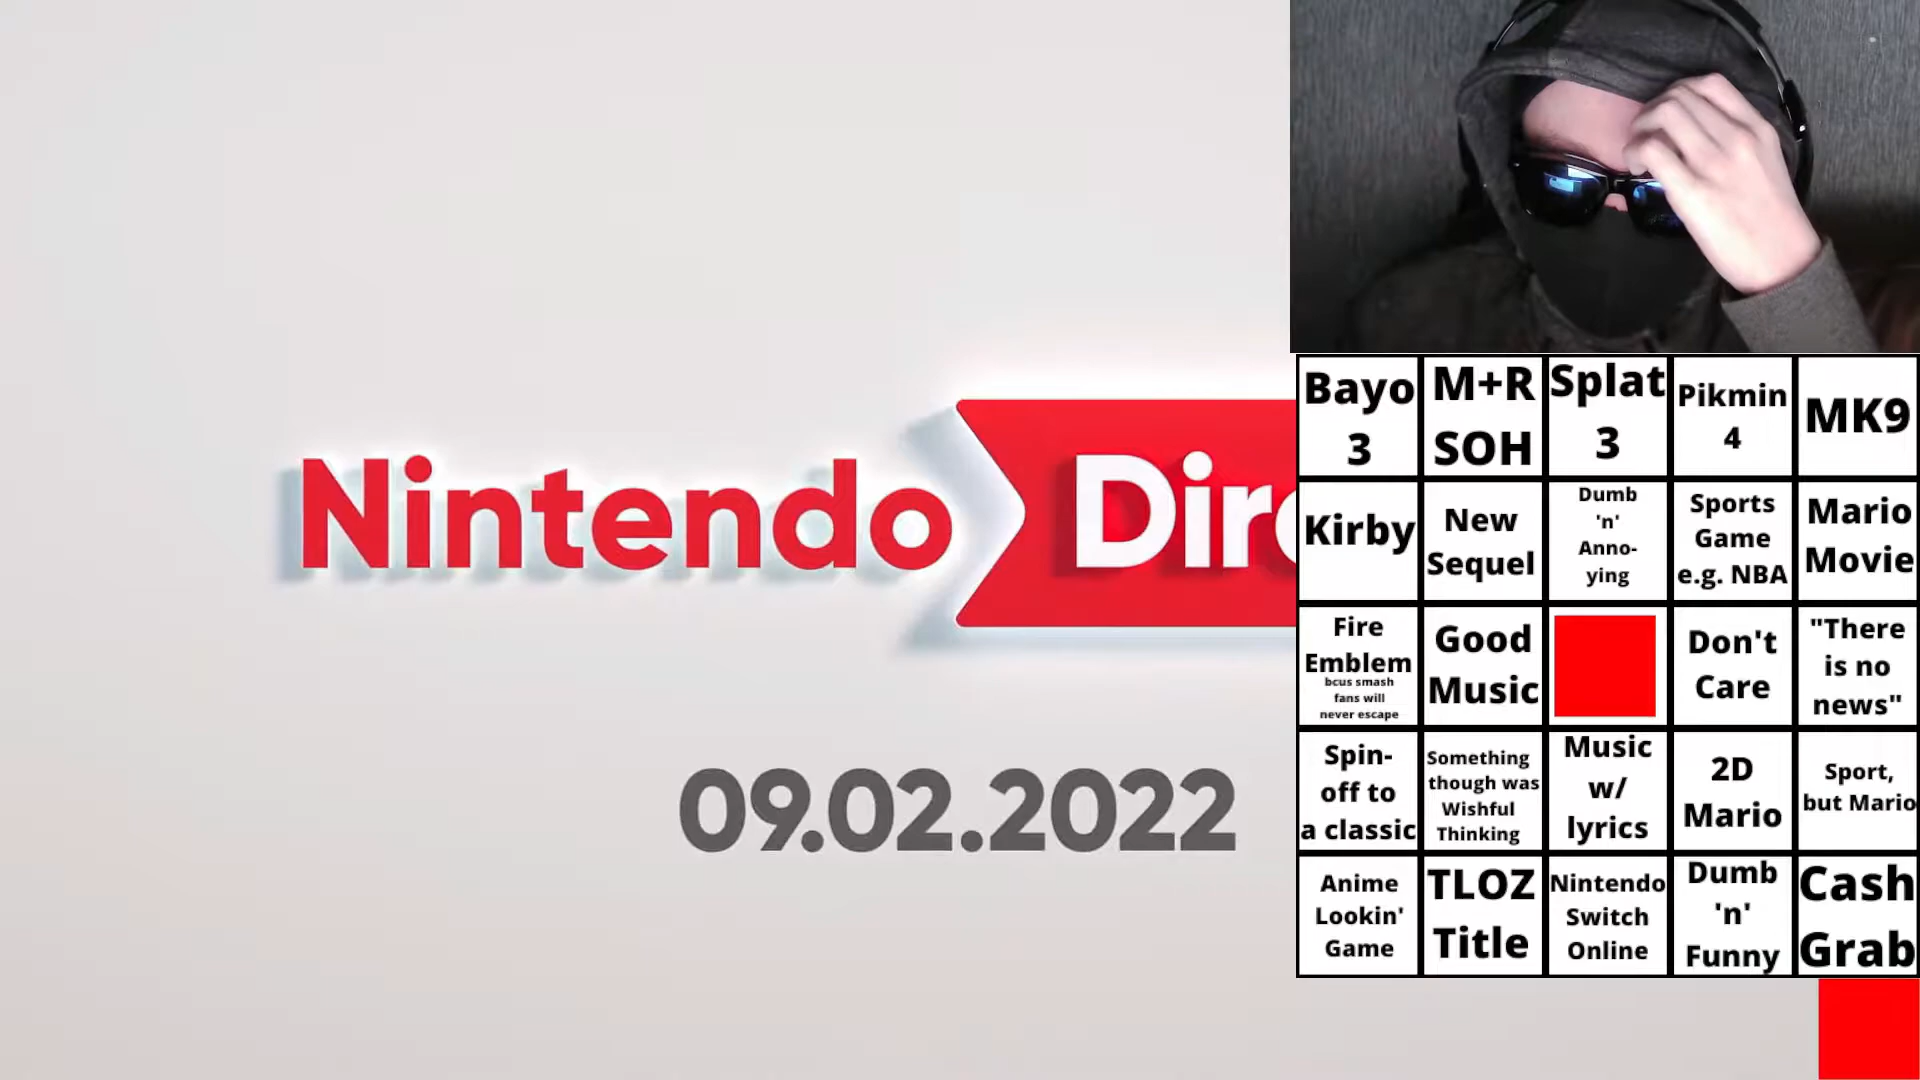 Nintendo Dire
09.02.2022
Bayo
3
M+R
SOH
Splat
3
Pikmin
4
MK9
Kirby
New
Sequel
Dumb
'n'
Anno-
ying
Sports
Game
e.g. NBA
Mario
Movie
Fire
Emblem
bcus smash
fans will
never escape
Good
Music
Don't
Care
"There
is no
news"
Spin-
off to
a classic
Something
though was
Wishful
Thinking
Music
w/
lyrics
2D
Mario
Sport,
but Mario
Anime
Lookin'
Game
TLOZ
Title
Nintendo
Switch
Online
Dumb
'n'
Funny
Cash
Grab